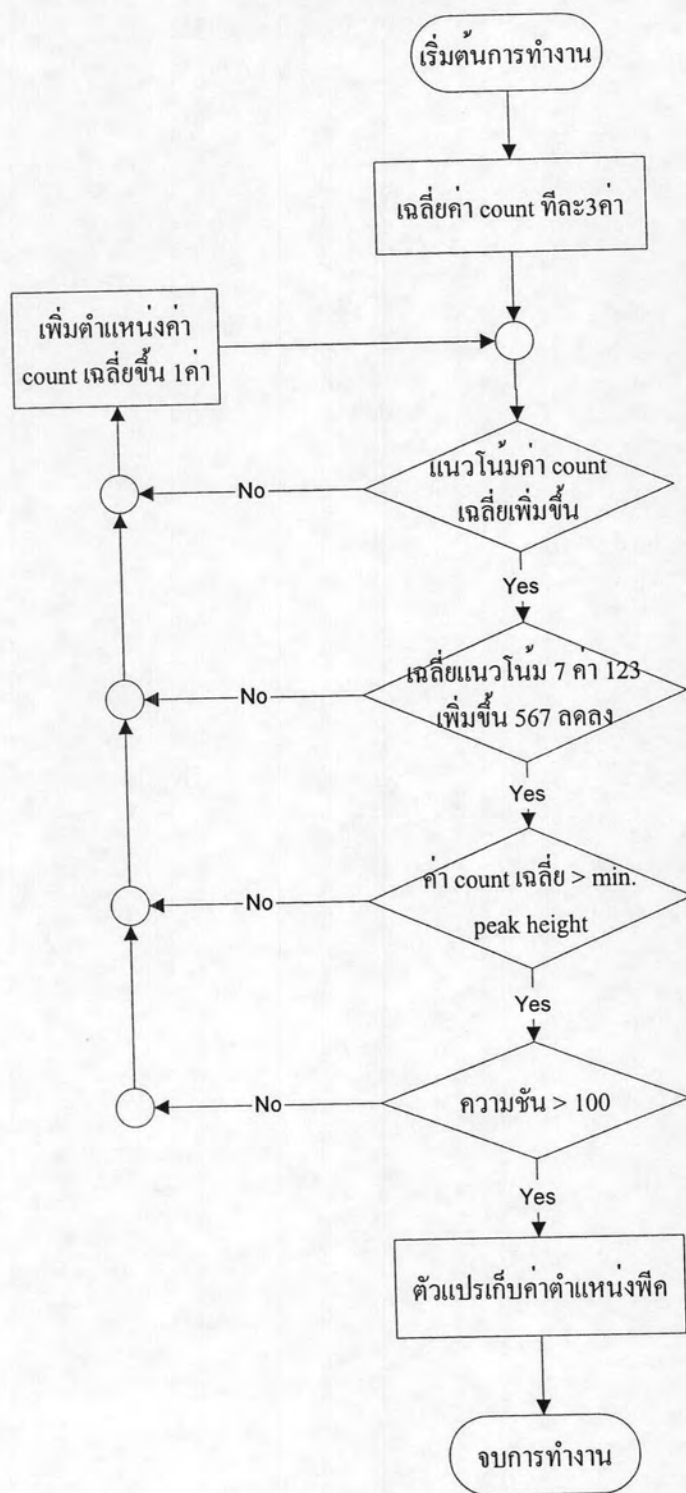 เริ่มต้นการทำงาน
เฉลี่ยค่า count ทีละ3ค่า
เพิ่มตำแหน่งค่า
count เฉลี่ยขึ้น 1ค่า
แนวโน้มค่า count
เฉลี่ยเพิ่มขึ้น
No
Yes
เฉลี่ยแนวโน้ม 7 ค่า 123
เพิ่มขึ้น 567 ลดลง
No
Yes
ค่า count เฉลี่ย > min.
peak height
No
Yes
ความชัน > 100
No
Yes
ตัวแปรเก็บค่าตำแหน่งพีค
จบการทำงาน